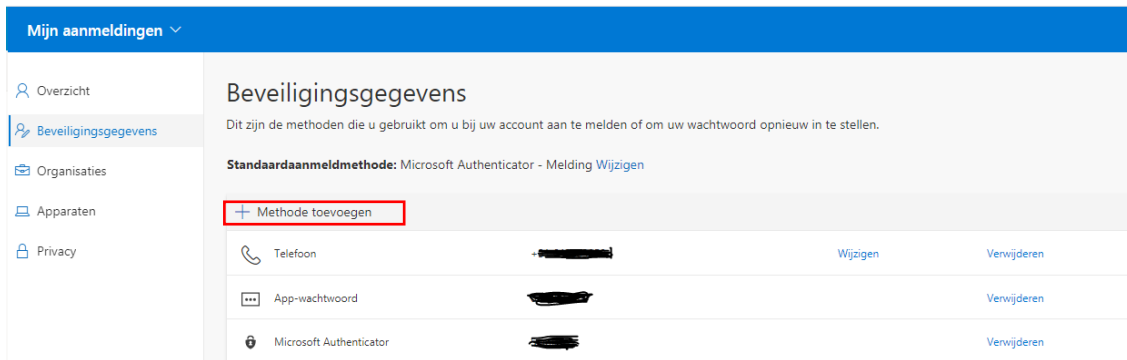 Mijn aanmeldingen
Overzicht
Beveiligingsgegevens
Organisaties
Apparaten
Privacy
Beveiligingsgegevens
Dit zijn de methoden die u gebruikt om u bij uw account aan te melden of om uw wachtwoord opnieuw in te stellen.
Standaardaanmeldmethode: Microsoft Authenticator - Melding Wijzigen
+ Methode toevoegen
Telefoon + Wijzigen Verwijderen
App-wachtwoord Verwijderen
Microsoft Authenticator Verwijderen